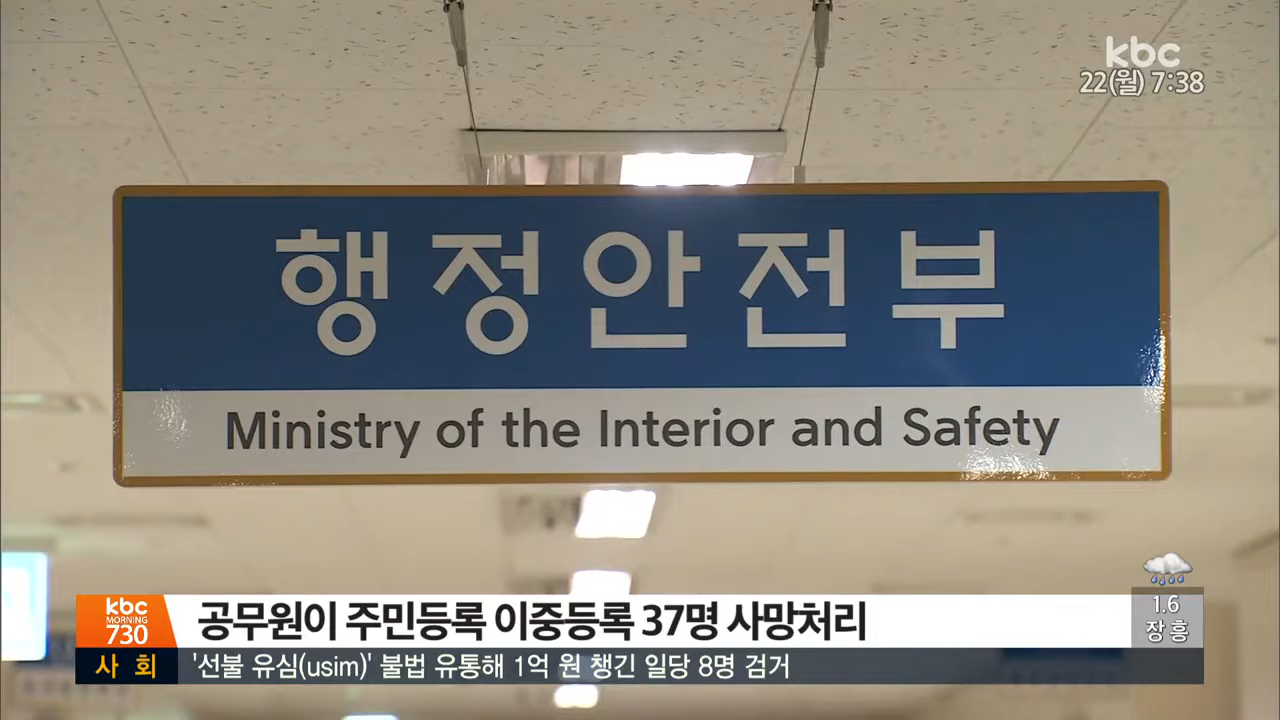 kbc
22(월) 7:38
행정안전부
Ministry of the Interior and Safety
1.6
장 흥
kbc
MORNING
730
공무원이 주민등록 이중등록 37명 사망처리
사 회
'선불 유심(usim)' 불법 유통해 1억 원 챙긴 일당 8명 검거